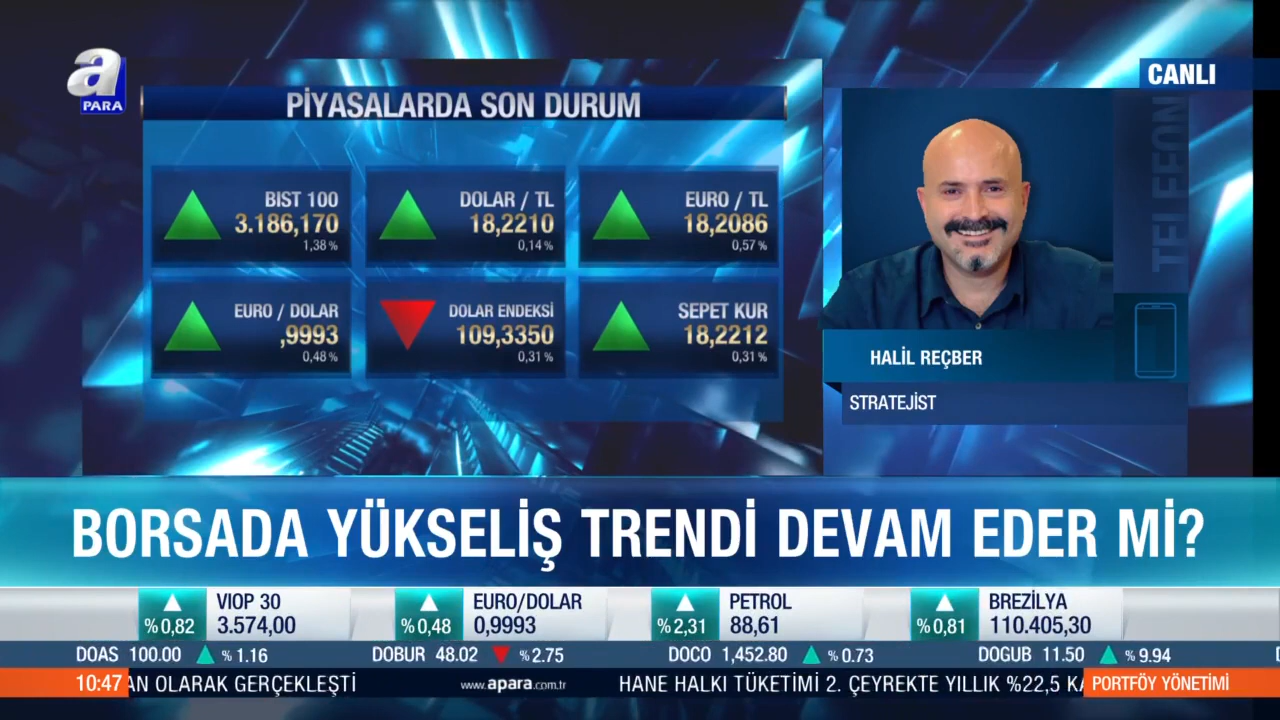 a
PARA
PİYASALARDA SON DURUM
CANLI
BIST 100
3.186,170
1,38 %
DOLAR / TL
18,2210
0,14 %
EURO / TL
18,2086
0,57 %
EURO / DOLAR
,9993
0,48 %
DOLAR ENDEKSİ
109,3350
0,31 %
SEPET KUR
18,2212
0,31 %
TELEFON
HALİL REÇBER
STRATEJİST
BORSADA YÜKSELİŞ TRENDİ DEVAM EDER Mİ?
%0,82 VIOP 30 3.574,00
%0,48 EURO/DOLAR 0,9993
%2,31 PETROL 88,61
%0,81 BREZİLYA 110.405,30
DOAS 100.00 %1.16 DOBUR 48.02 %2.75 DOCO 1,452.80 %0.73 DOGUB 11.50 %9.94
10:47 AN OLARAK GERÇEKLEŞTİ www.apara.com.tr HANE HALKI TÜKETİMİ 2. ÇEYREKTE YILLIK %22,5 KA PORTFÖY YÖNETİMİ